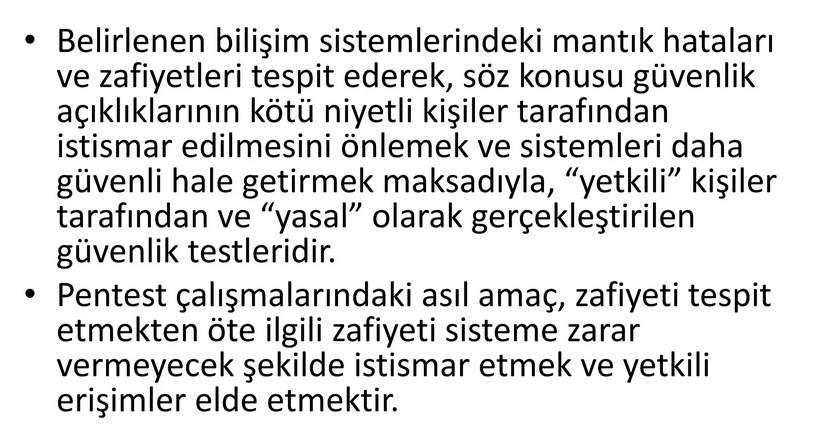 • Belirlenen bilişim sistemlerindeki mantık hataları
ve zafiyetleri tespit ederek, söz konusu güvenlik
açıklıklarının kötü niyetli kişiler tarafından
istismar edilmesini önlemek ve sistemleri daha
güvenli hale getirmek maksadıyla, “yetkili” kişiler
tarafından ve “yasal” olarak gerçekleştirilen
güvenlik testleridir.
• Pentest çalışmalarındaki asıl amaç, zafiyeti tespit
etmekten öte ilgili zafiyeti sisteme zarar
vermeyecek şekilde istismar etmek ve yetkili
erişimler elde etmektir.